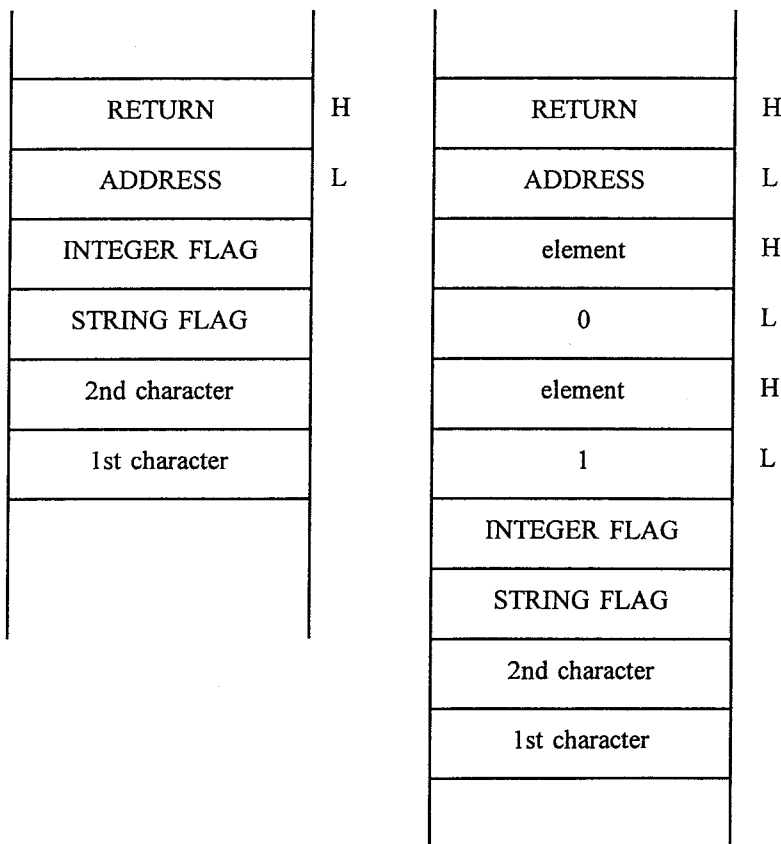 RETURN H
ADDRESS L
INTEGER FLAG
STRING FLAG
2nd character
1st character
RETURN H
ADDRESS L
element H
0 L
element H
1 L
INTEGER FLAG
STRING FLAG
2nd character
1st character